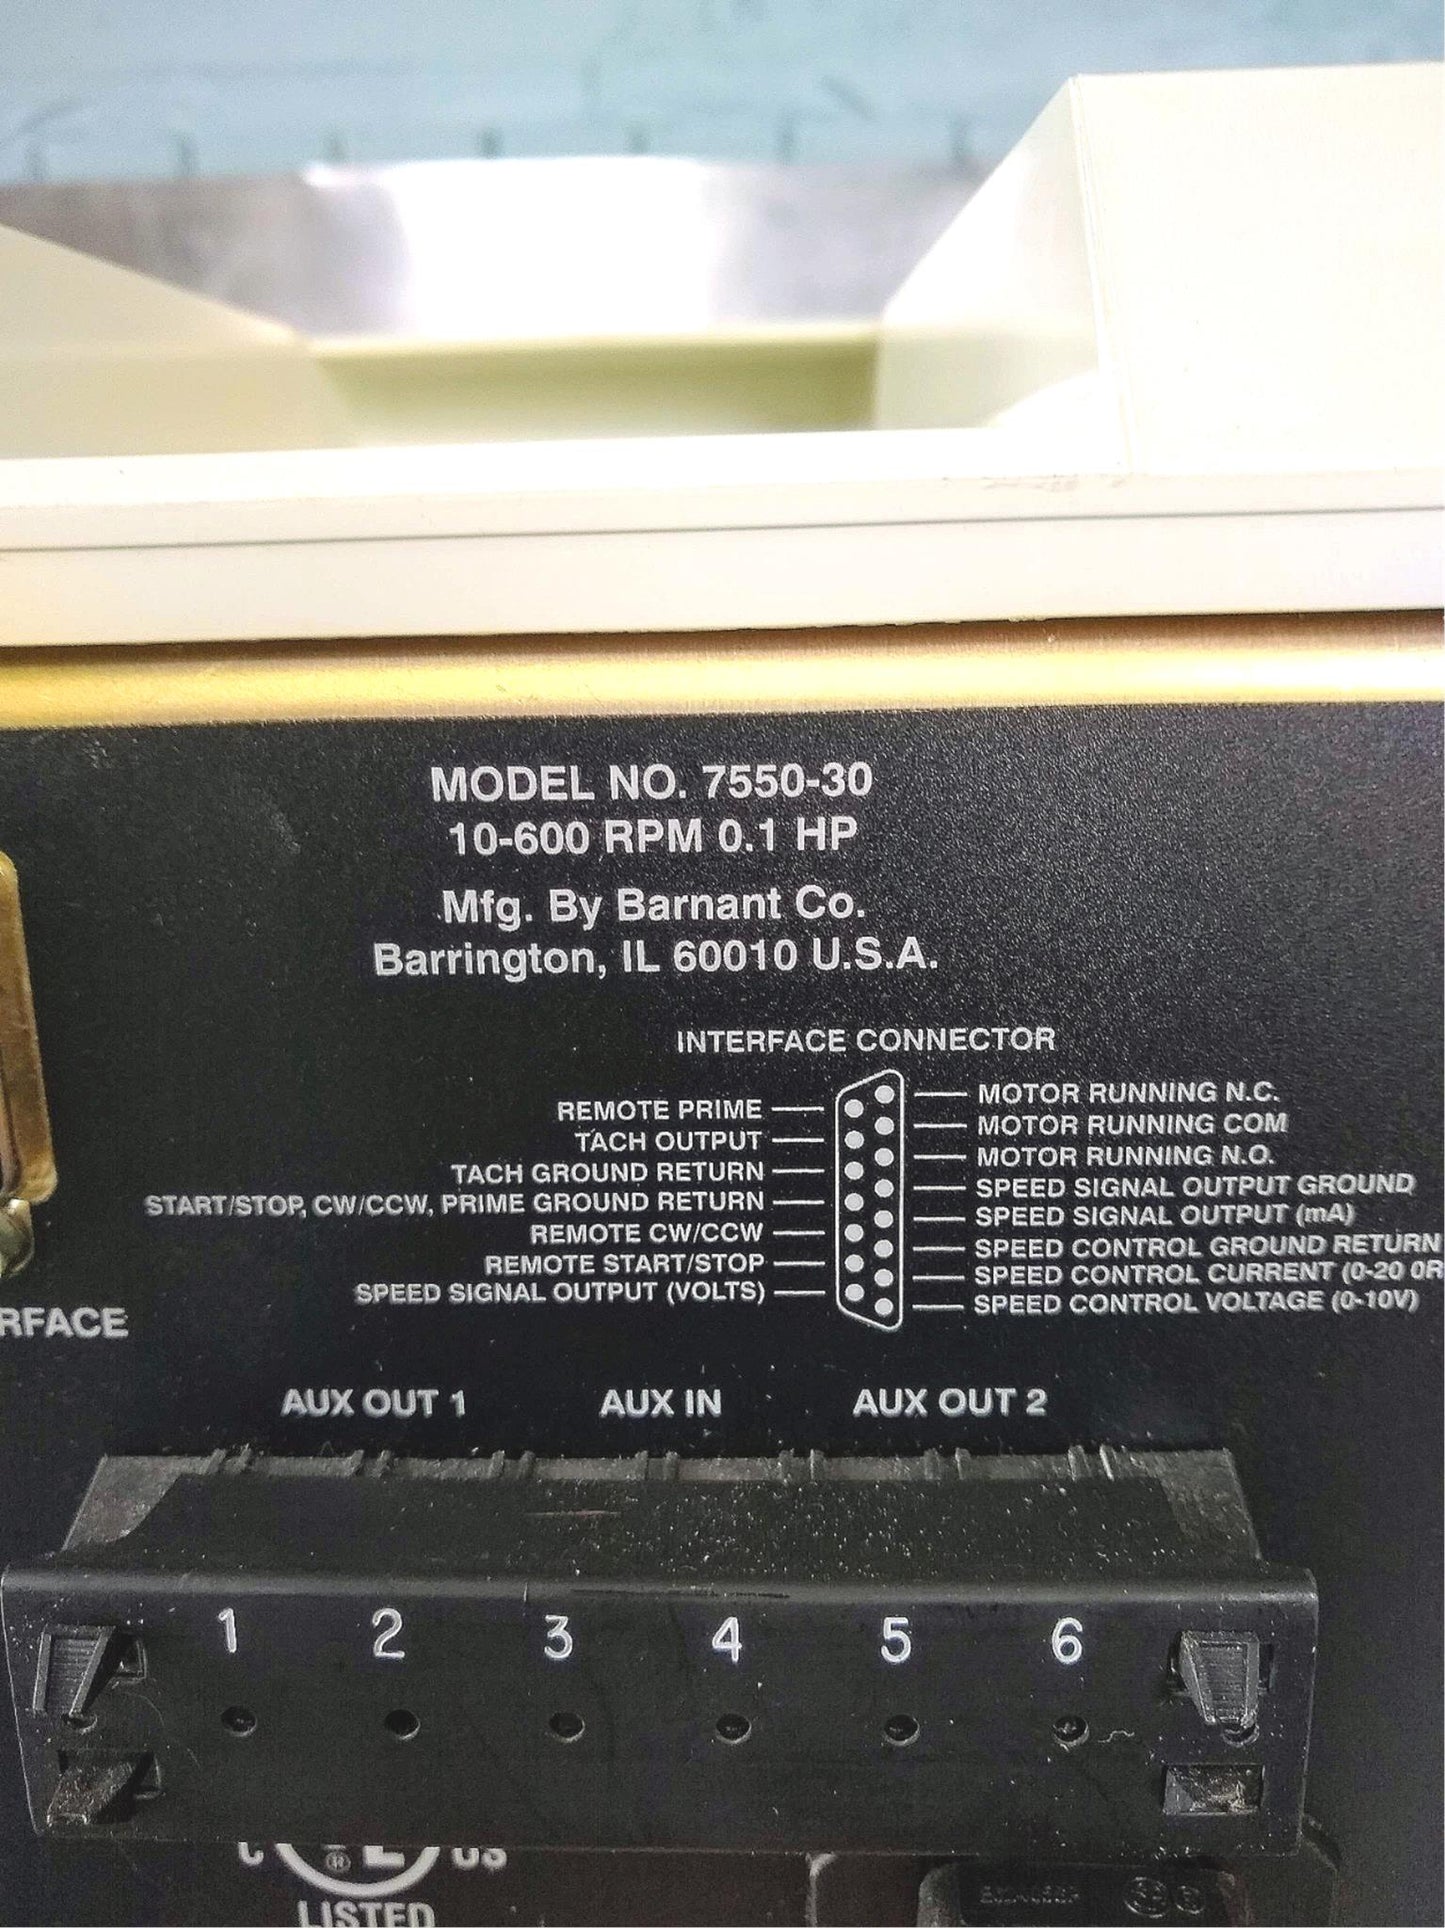 MODEL NO. 7550-30
10-600 RPM 0.1 HP
Mfg. By Barnant Co.
Barrington, IL 60010 U.S.A.
INTERFACE CONNECTOR
REMOTE PRIME
TACH OUTPUT
TACH GROUND RETURN
START/STOP, CW/CCW, PRIME GROUND RETURN
REMOTE CW/CCW
REMOTE START/STOP
SPEED SIGNAL OUTPUT (VOLTS)
MOTOR RUNNING N.C.
MOTOR RUNNING COM
MOTOR RUNNING N.O.
SPEED SIGNAL OUTPUT GROUND
SPEED SIGNAL OUTPUT (mA)
SPEED CONTROL GROUND RETURN
SPEED CONTROL CURRENT (0-20 OR
SPEED CONTROL VOLTAGE (0-10V)
RFACE
AUX OUT 1 AUX IN AUX OUT 2
1 2 3 4 5 6
C UL ® US
LISTED